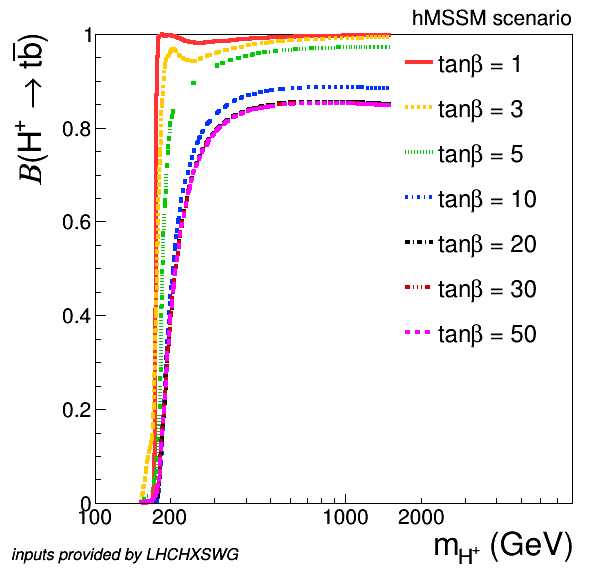 hMSSM scenario
B(H⁺ → tb̄)
1
0.8
0.6
0.4
0.2
0
tanβ = 1
tanβ = 3
tanβ = 5
tanβ = 10
tanβ = 20
tanβ = 30
tanβ = 50
100 200 1000 2000
m_H⁺ (GeV)
inputs provided by LHCHXSWG